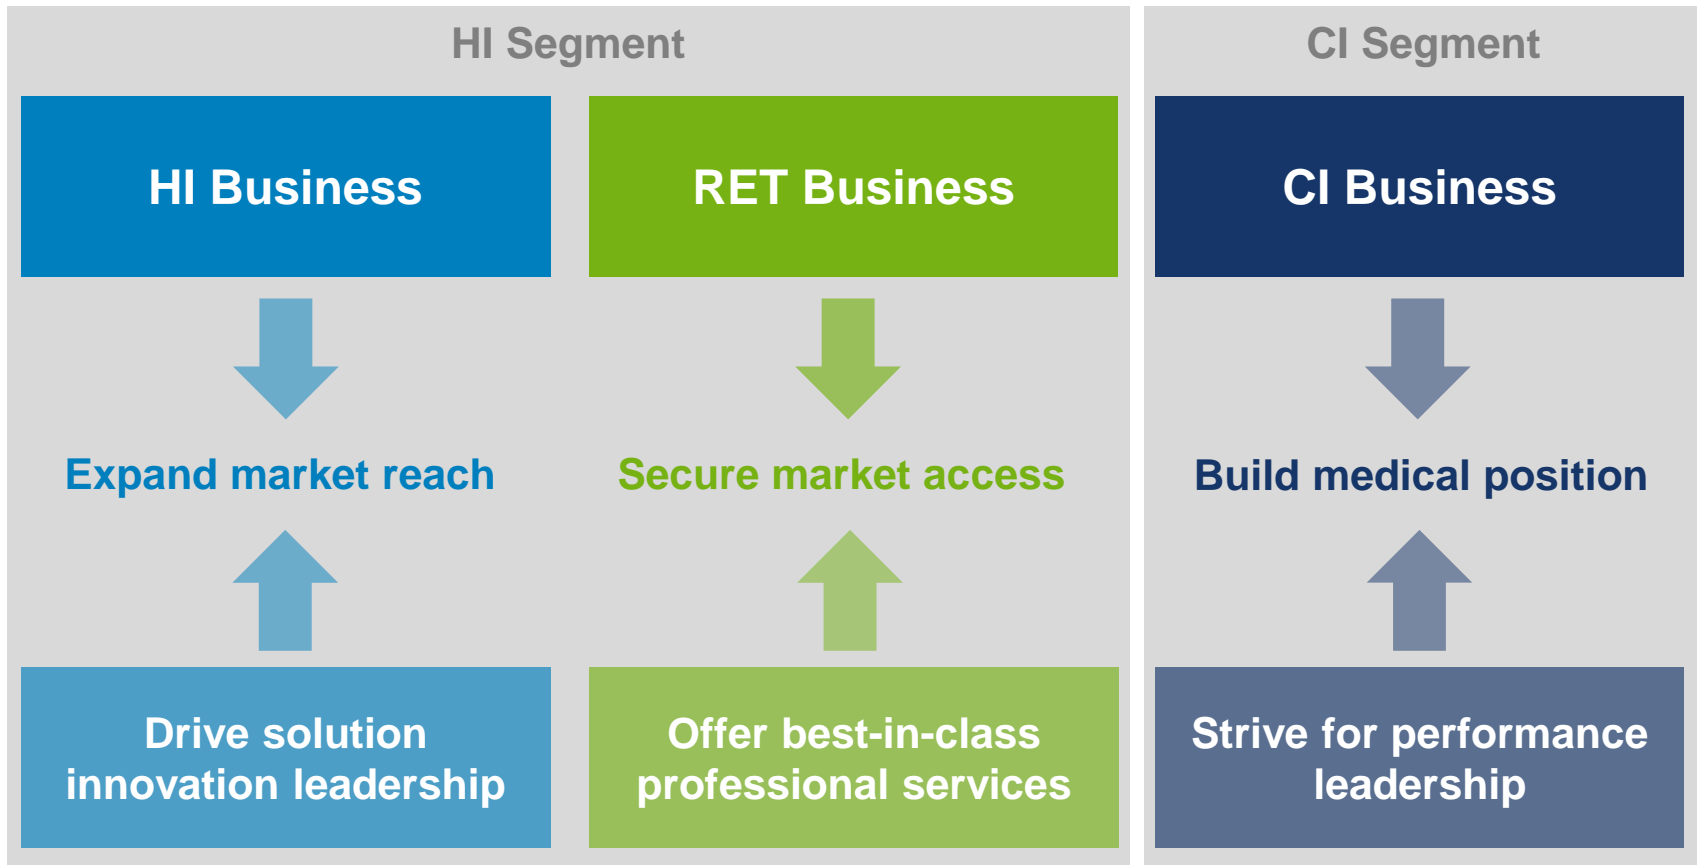 HI Segment
CI Segment
HI Business
RET Business
CI Business
Expand market reach
Secure market access
Build medical position
Drive solution
innovation leadership
Offer best-in-class
professional services
Strive for performance
leadership